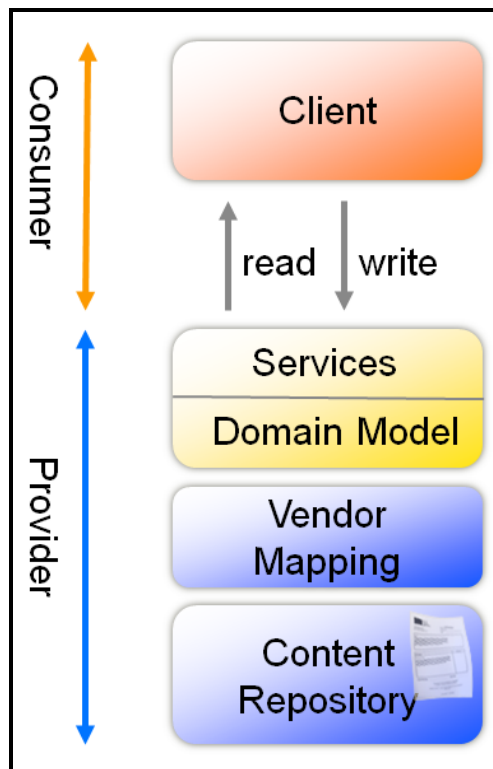 Consumer
Client
read
write
Provider
Services
Domain Model
Vendor
Mapping
Content
Repository